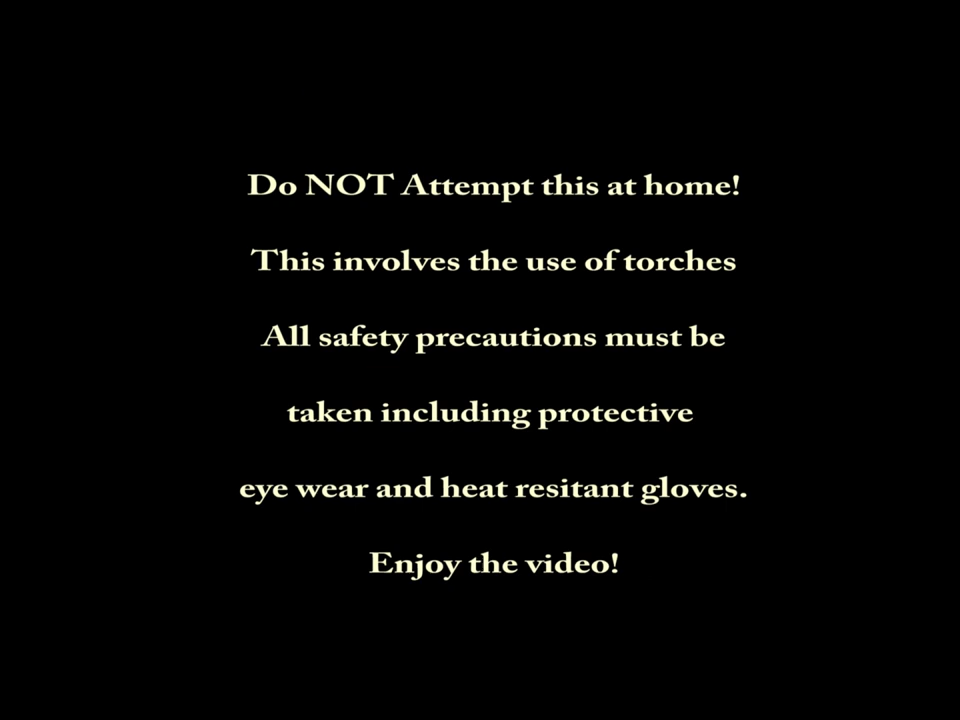 Do NOT Attempt this at home!
This involves the use of torches
All safety precautions must be
taken including protective
eye wear and heat resitant gloves.
Enjoy the video!